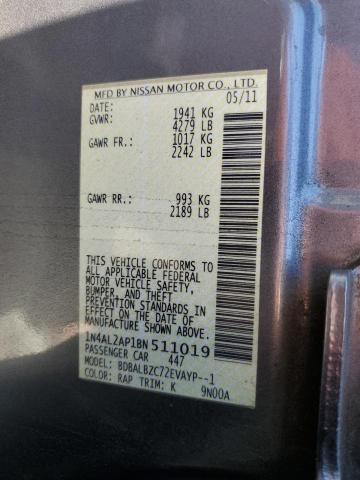 MFD BY NISSAN MOTOR CO., LTD.
DATE: 05/11
GVWR: 1941 KG
4279 LB
GAWR FR: 1017 KG
2242 LB
GAWR RR: 993 KG
2189 LB
THIS VEHICLE CONFORMS TO
ALL APPLICABLE FEDERAL
MOTOR VEHICLE SAFETY,
BUMPER, AND THEFT
PREVENTION STANDARDS IN
EFFECT ON THE DATE OF
MANUFACTURE SHOWN ABOVE.
1N4AL2AP1BN511019
PASSENGER CAR 447
MODEL: BDBALBZC72EVAYP--1
COLOR: RAP TRIM: K 9N00A